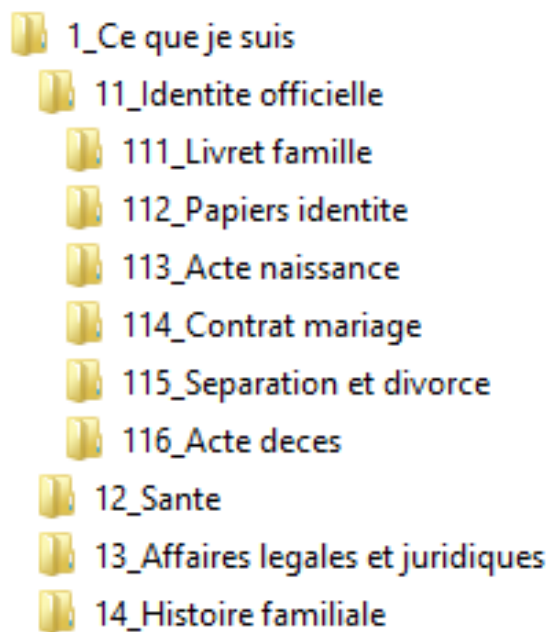 1_Ce que je suis
11_Identite officielle
111_Livret famille
112_Papiers identite
113_Acte naissance
114_Contrat mariage
115_Separation et divorce
116_Acte deces
12_Sante
13_Affaires legales et juridiques
14_Histoire familiale